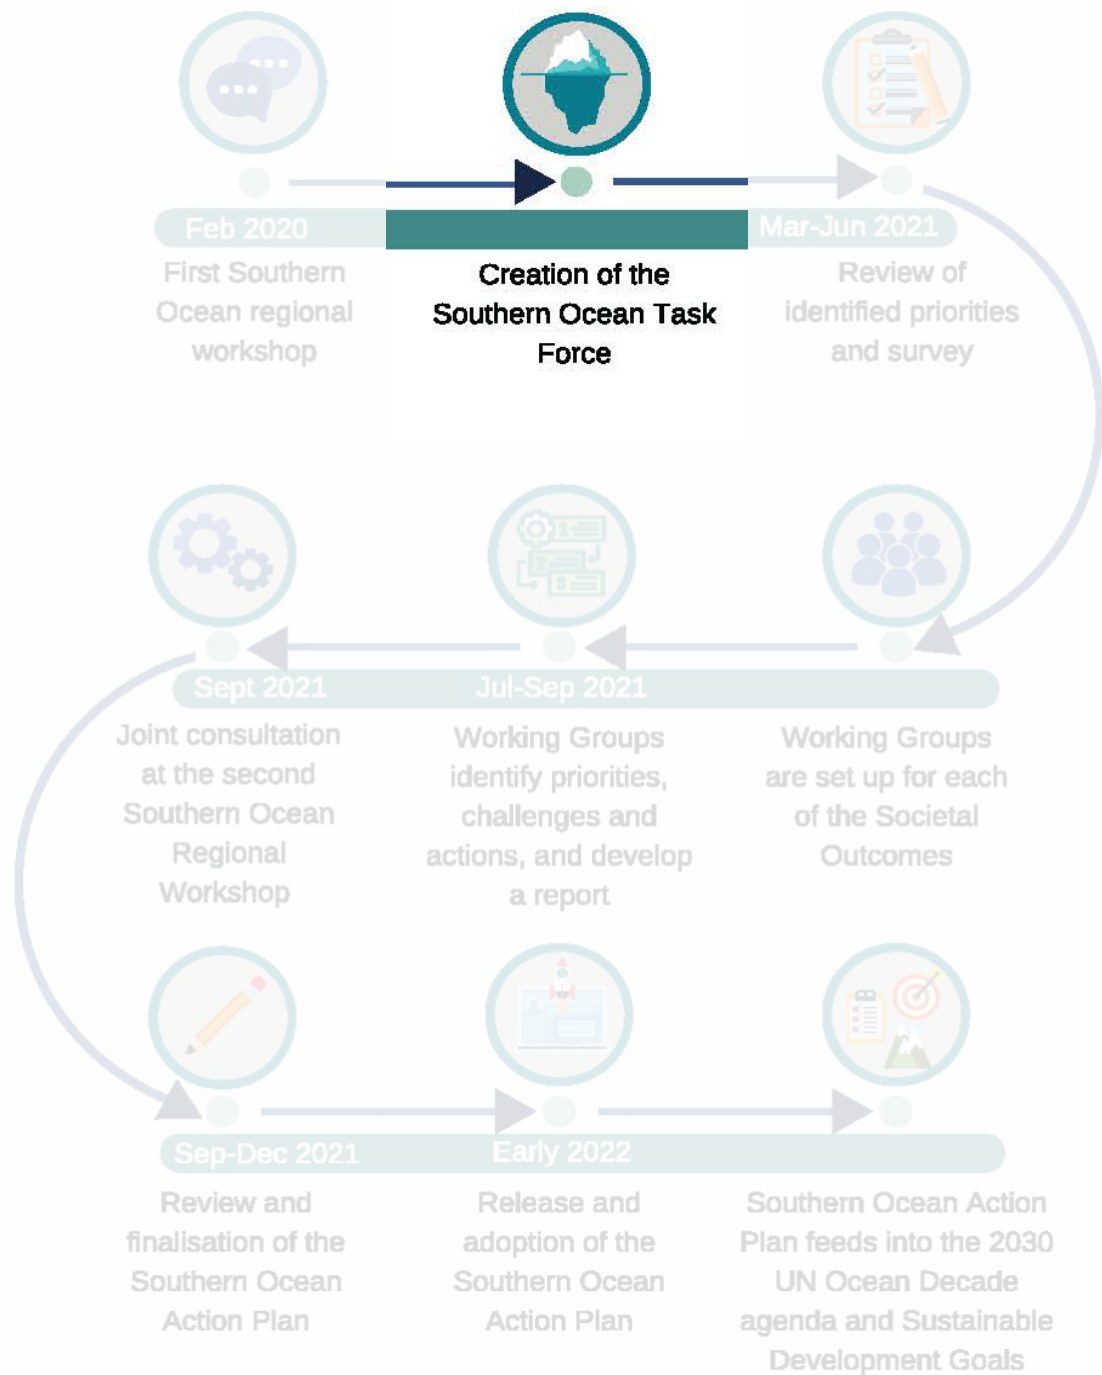 Feb 2020
Mar-Jun 2021
First Southern
Ocean regional
workshop
Creation of the
Southern Ocean Task
Force
Review of
identified priorities
and survey
1
2
3
Sept 2021
Jul-Sep 2021
Joint consultation
at the second
Southern Ocean
Regional
Workshop
Working Groups
identify priorities,
challenges and
actions, and develop
a report
Working Groups
are set up for each
of the Societal
Outcomes
Sep-Dec 2021
Early 2022
Review and
finalisation of the
Southern Ocean
Action Plan
Release and
adoption of the
Southern Ocean
Action Plan
Southern Ocean Action
Plan feeds into the 2030
UN Ocean Decade
agenda and Sustainable
Development Goals